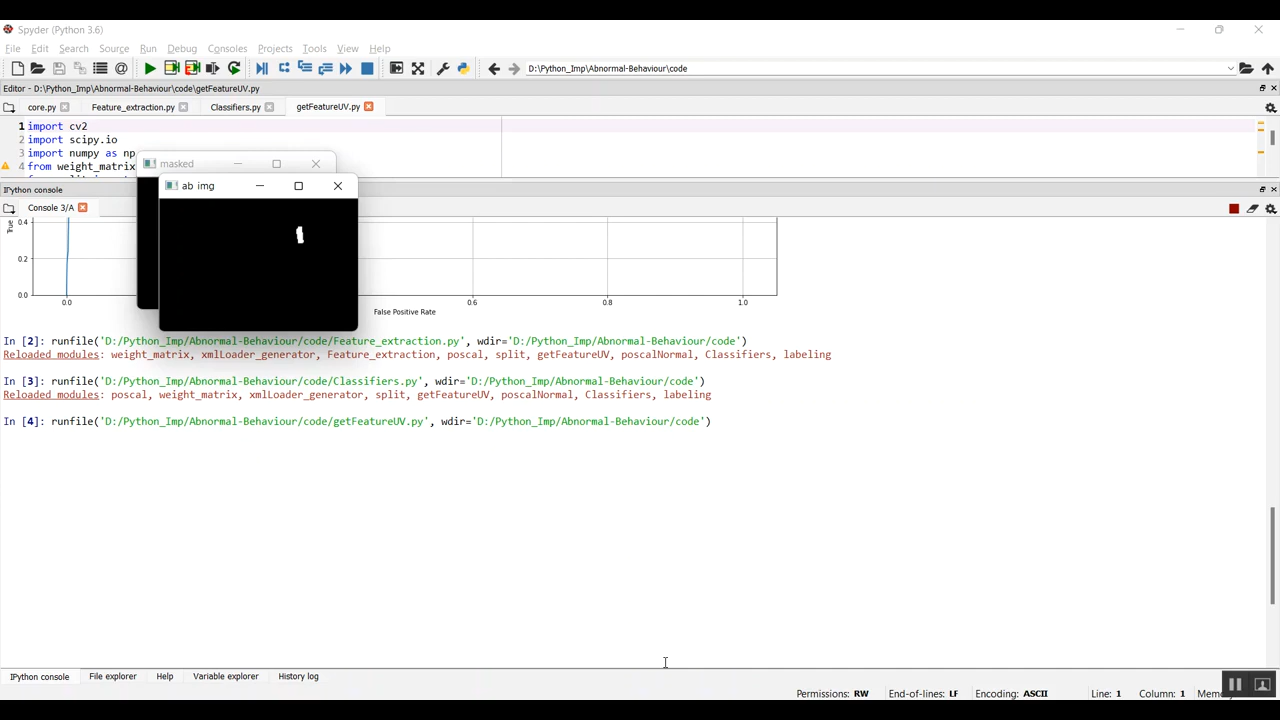 Spyder (Python 3.6)
File Edit Search Source Run Debug Consoles Projects Tools View Help
D:\Python_Imp\Abnormal-Behaviour\code
Editor - D:\Python_Imp\Abnormal-Behaviour\code\getFeatureUV.py
core.py Feature_extraction.py Classifiers.py getFeatureUV.py
1 import cv2
2 import scipy.io
3 import numpy as np
4 from weight_matrix
masked
ab img
IPython console
Console 3/A
True
0.4
0.2
0.0
0.0 0.6 0.8 1.0
False Positive Rate
In [2]: runfile('D:/Python_Imp/Abnormal-Behaviour/code/Feature_extraction.py', wdir='D:/Python_Imp/Abnormal-Behaviour/code')
Reloaded modules: weight_matrix, xmlLoader_generator, Feature_extraction, poscal, split, getFeatureUV, poscalNormal, Classifiers, labeling
In [3]: runfile('D:/Python_Imp/Abnormal-Behaviour/code/Classifiers.py', wdir='D:/Python_Imp/Abnormal-Behaviour/code')
Reloaded modules: poscal, weight_matrix, xmlLoader_generator, split, getFeatureUV, poscalNormal, Classifiers, labeling
In [4]: runfile('D:/Python_Imp/Abnormal-Behaviour/code/getFeatureUV.py', wdir='D:/Python_Imp/Abnormal-Behaviour/code')
IPython console File explorer Help Variable explorer History log
Permissions: RW End-of-lines: LF Encoding: ASCII Line: 1 Column: 1